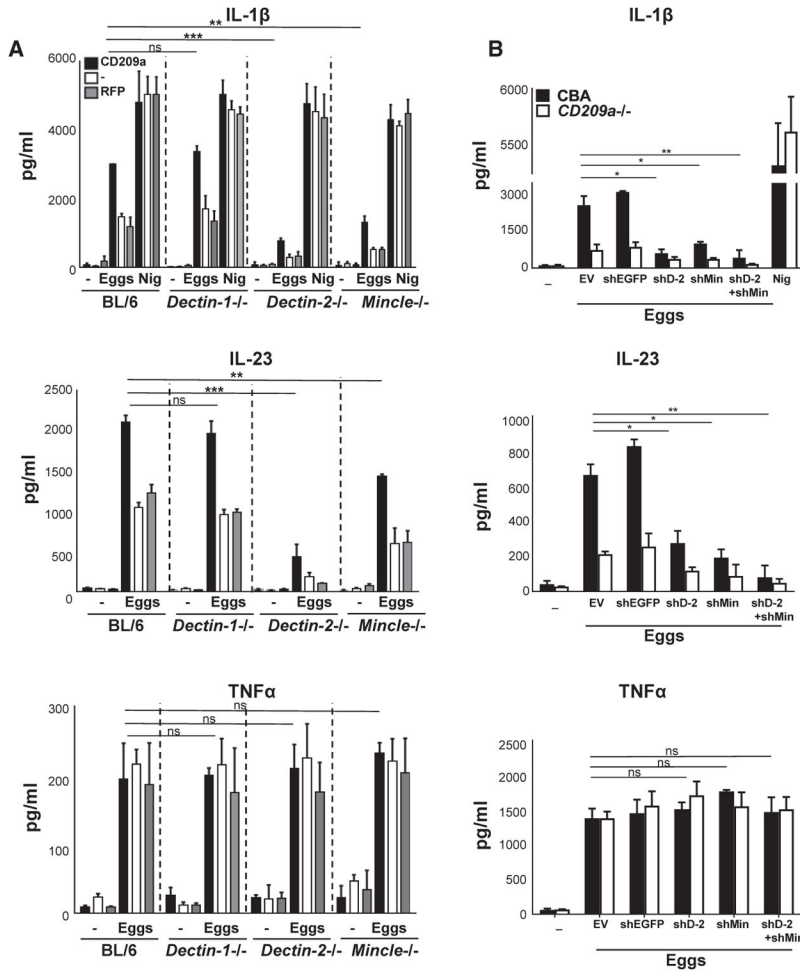 A
IL-1β
**
***
ns
CD209a
-
RFP
pg/ml
6000
4000
2000
0
- Eggs Nig - Eggs Nig - Eggs Nig - Eggs Nig
BL/6 Dectin-1-/- Dectin-2-/- Mincle-/-
IL-23
**
***
ns
pg/ml
2500
2000
1500
1000
500
0
- Eggs - Eggs - Eggs - Eggs
BL/6 Dectin-1-/- Dectin-2-/- Mincle-/-
TNFα
ns
ns
ns
pg/ml
300
200
100
0
- Eggs - Eggs - Eggs - Eggs
BL/6 Dectin-1-/- Dectin-2-/- Mincle-/-
B
IL-1β
CBA
CD209a-/-
**
*
*
pg/ml
6000
5500
3000
1500
0
– EV shEGFP shD-2 shMin shD-2 Nig
+shMin
Eggs
IL-23
**
*
*
pg/ml
1000
800
600
400
200
0
– EV shEGFP shD-2 shMin shD-2
+shMin
Eggs
TNFα
ns
ns
ns
pg/ml
2500
2000
1500
1000
500
0
– EV shEGFP shD-2 shMin shD-2
+shMin
Eggs